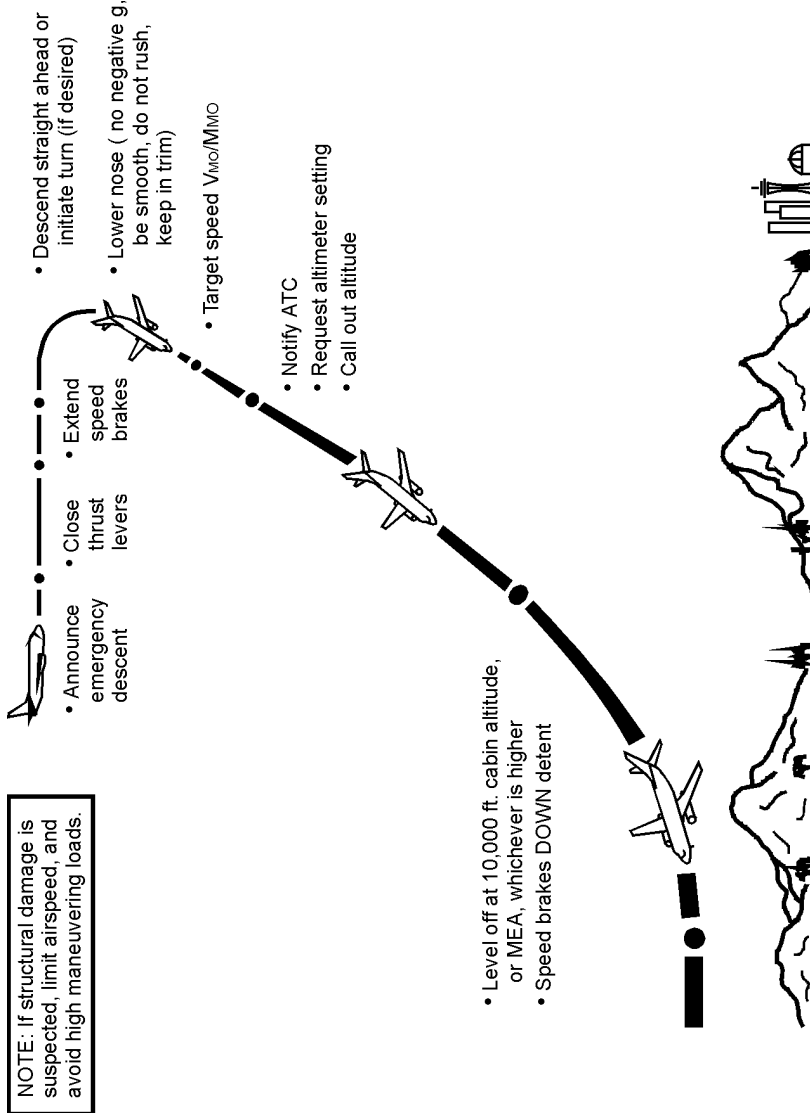 NOTE: If structural damage is
suspected, limit airspeed, and
avoid high maneuvering loads.
• Announce
emergency
descent
• Close
thrust
levers
• Extend
speed
brakes
• Descend straight ahead or
initiate turn (if desired)
• Lower nose ( no negative g,
be smooth, do not rush,
keep in trim)
• Target speed VMO/MMO
• Notify ATC
• Request altimeter setting
• Call out altitude
• Level off at 10,000 ft. cabin altitude,
or MEA, whichever is higher
• Speed brakes DOWN detent